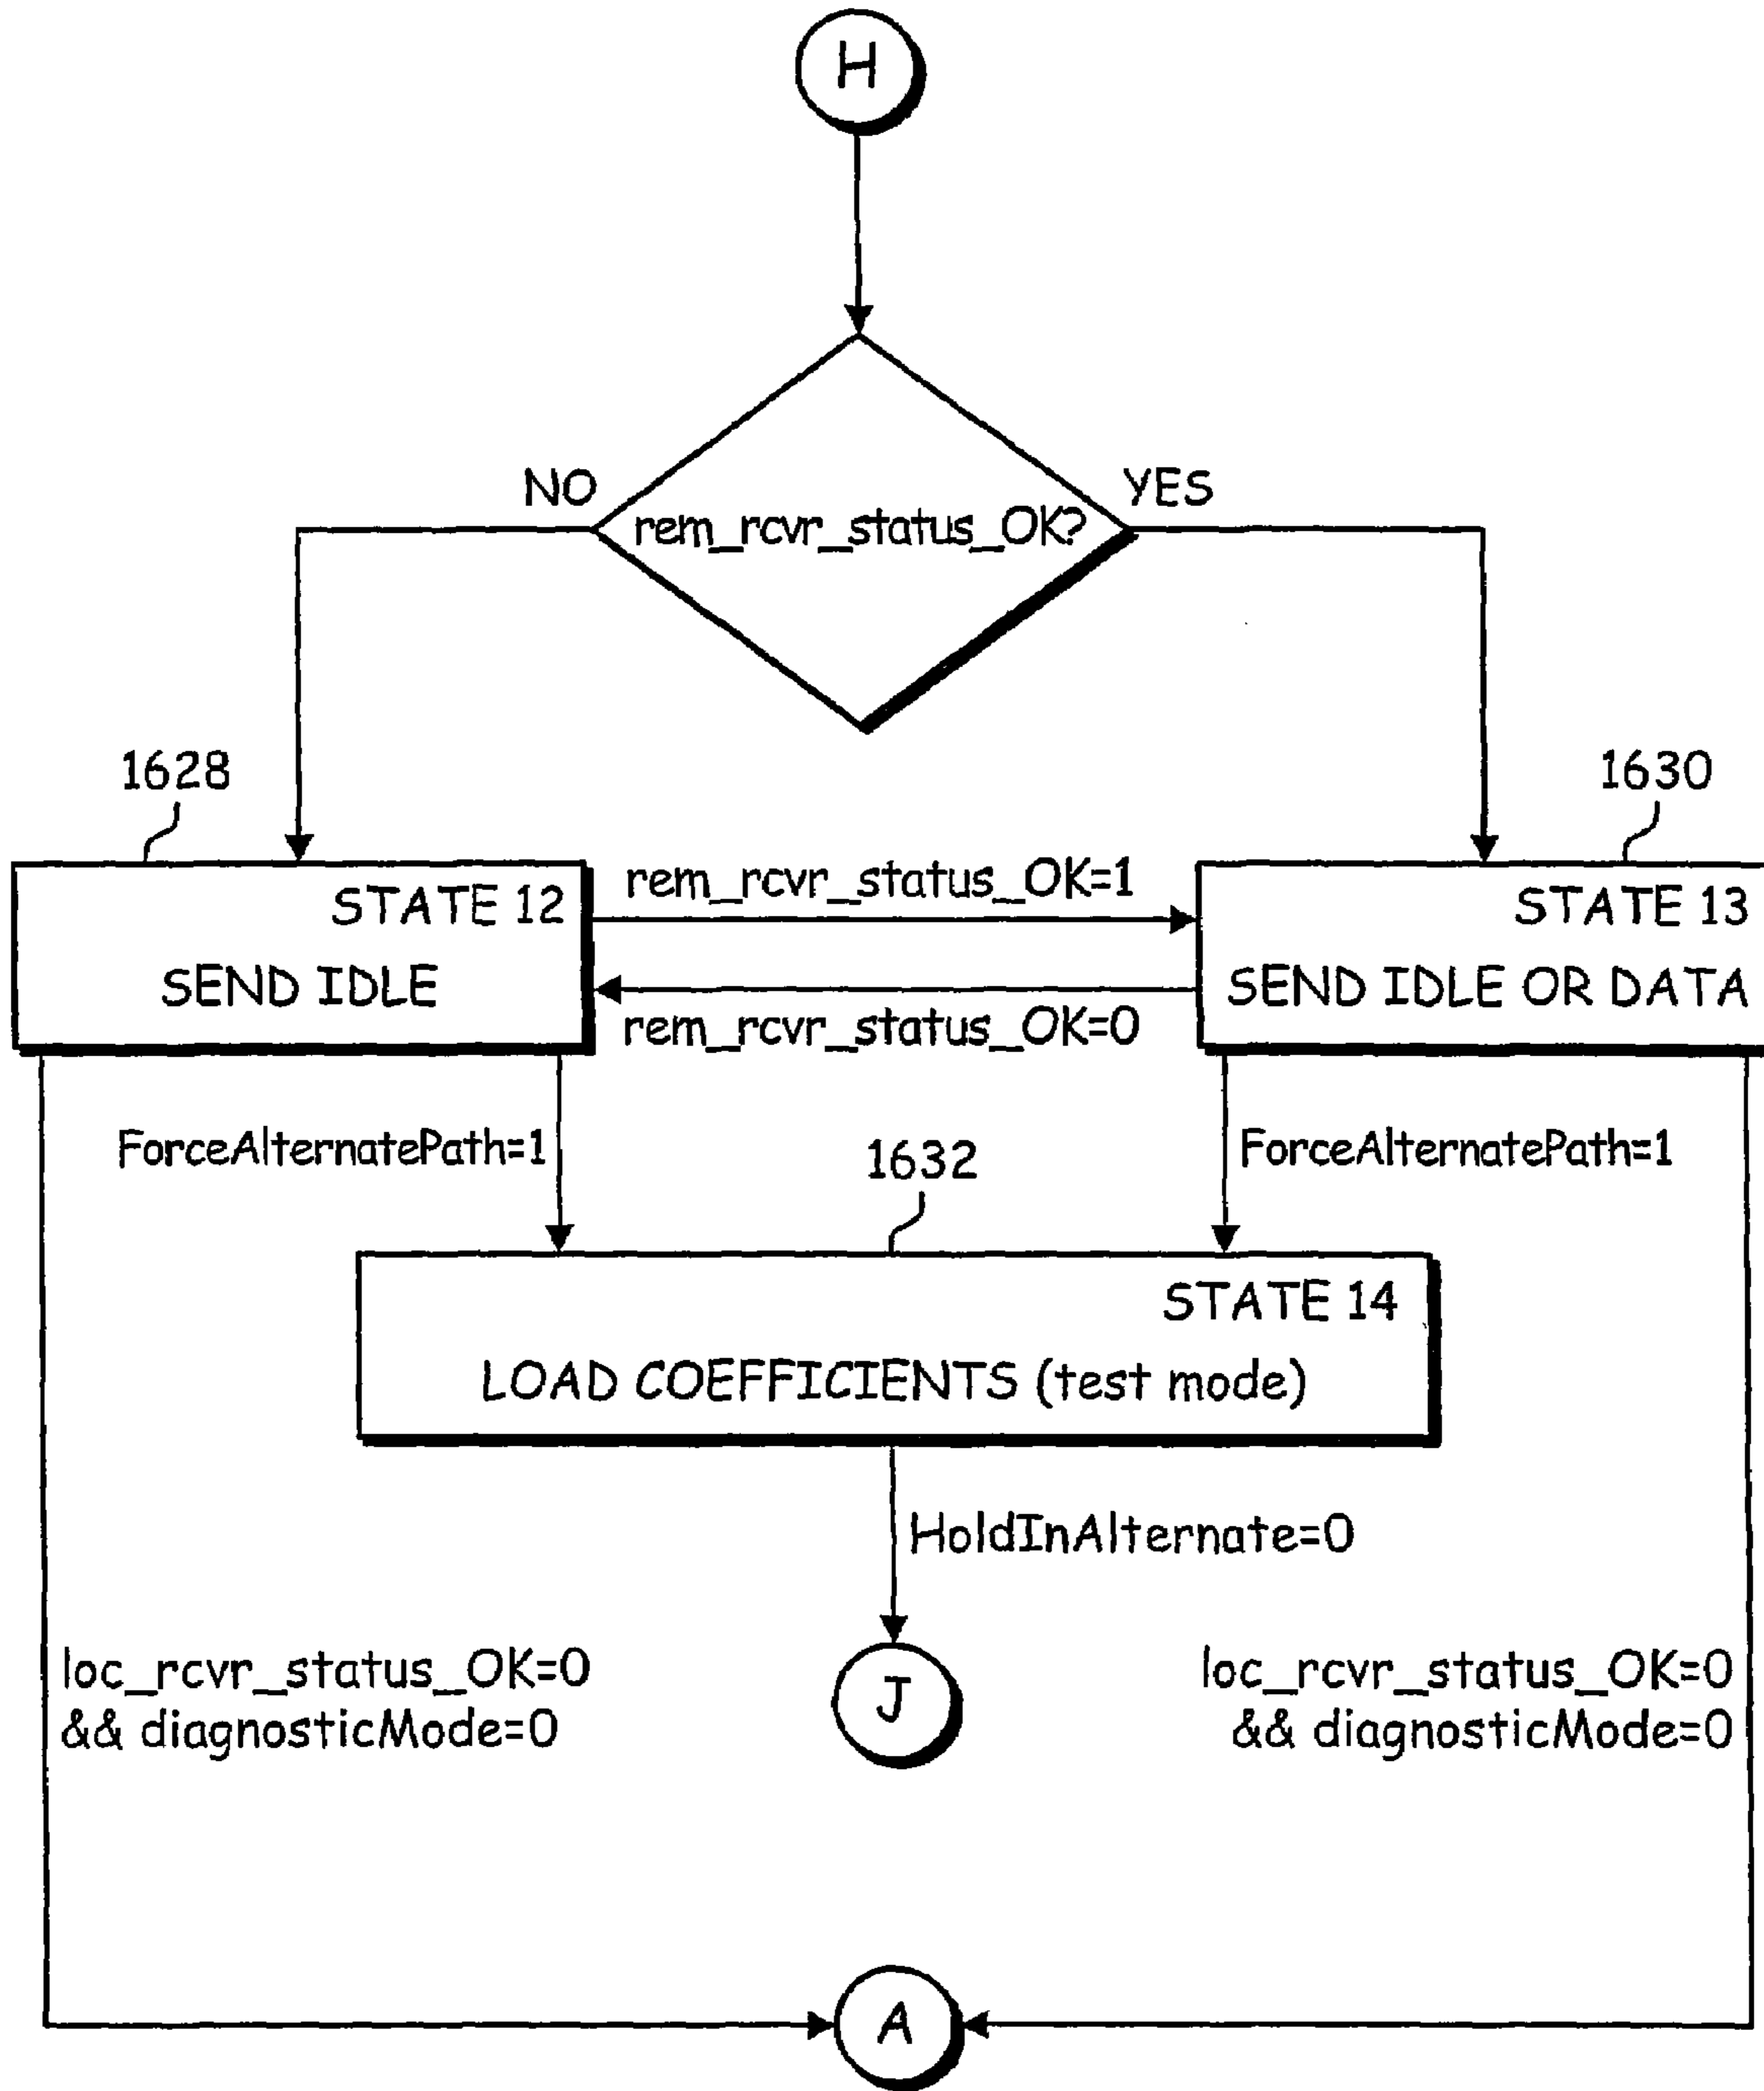 H
NO
YES
rem_rcvr_status_OK?
1628
1630
STATE 12
SEND IDLE
rem_rcvr_status_OK=1
rem_rcvr_status_OK=0
STATE 13
SEND IDLE OR DATA
ForceAlternatePath=1
1632
ForceAlternatePath=1
STATE 14
LOAD COEFFICIENTS (test mode)
HoldInAlternate=0
J
loc_rcvr_status_OK=0
&& diagnosticMode=0
loc_rcvr_status_OK=0
&& diagnosticMode=0
A